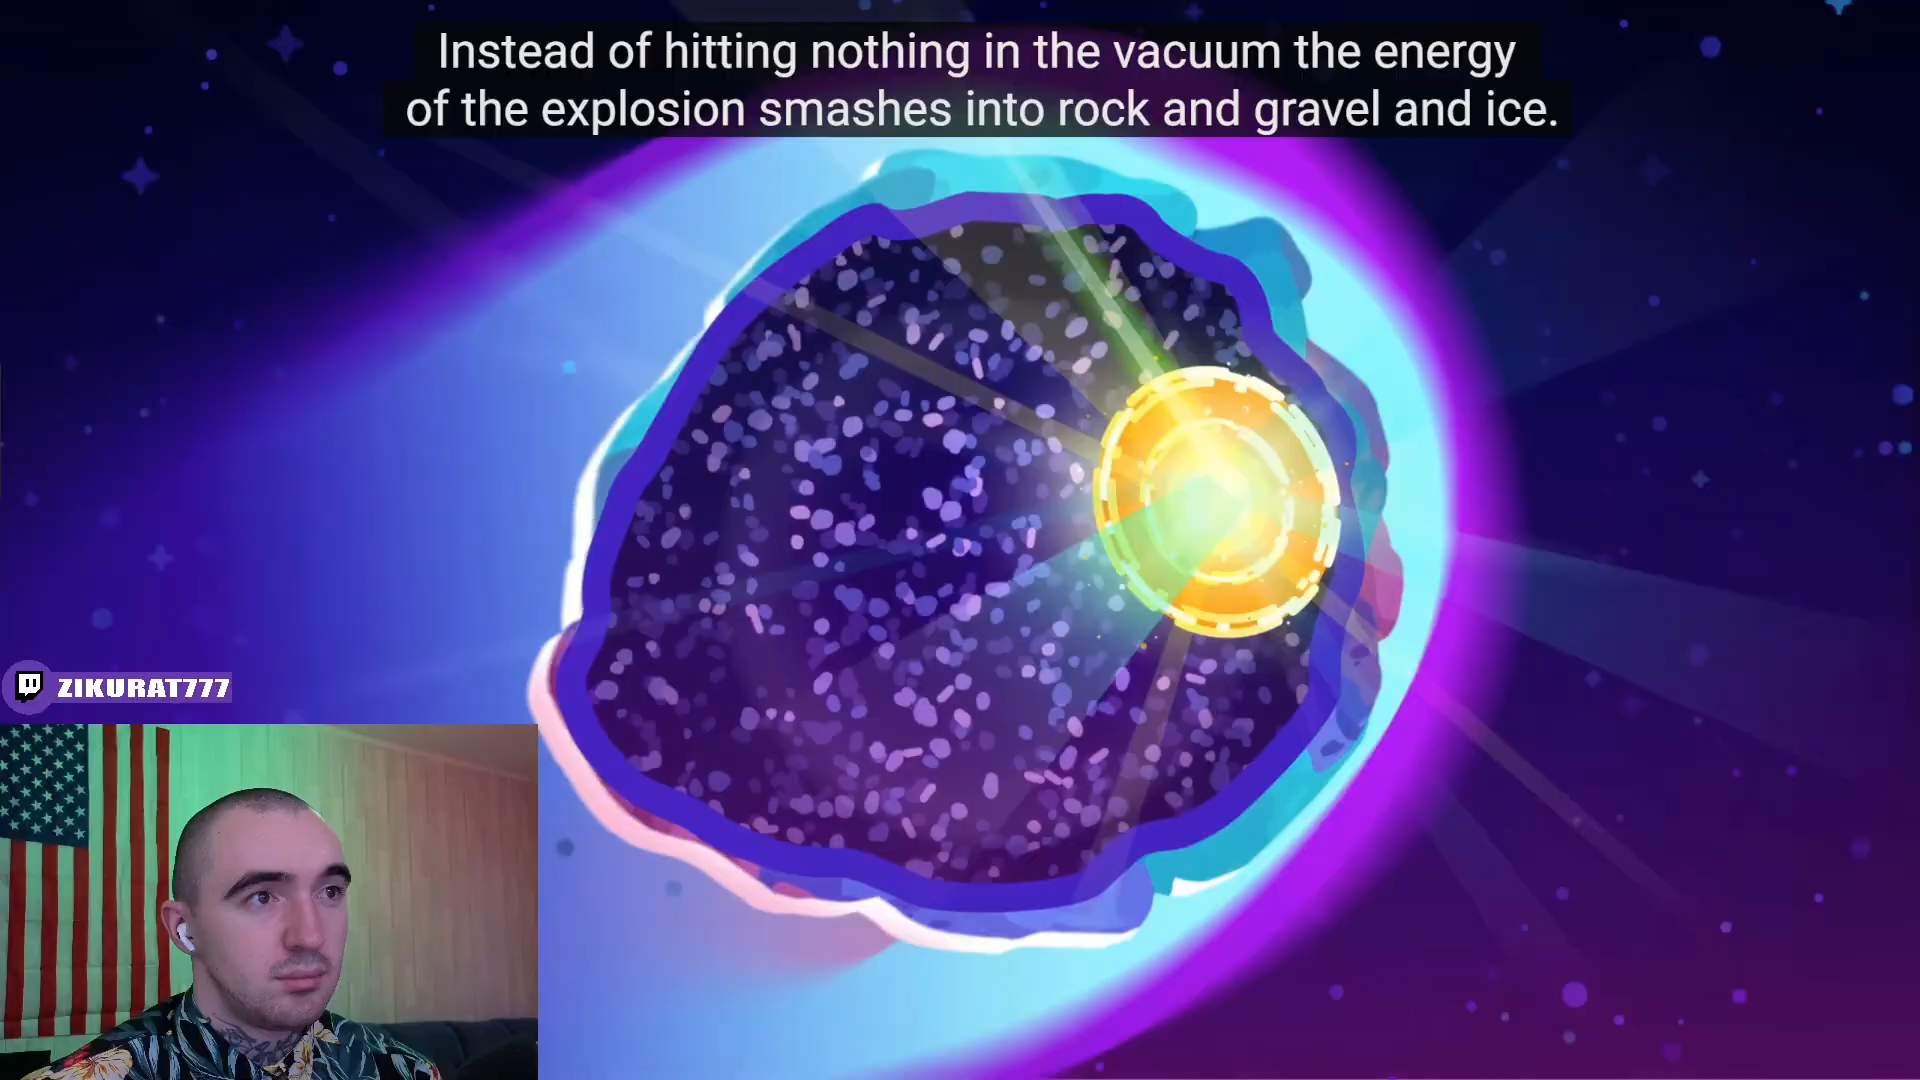 Instead of hitting nothing in the vacuum the energy
of the explosion smashes into rock and gravel and ice.
ZIKURAT777